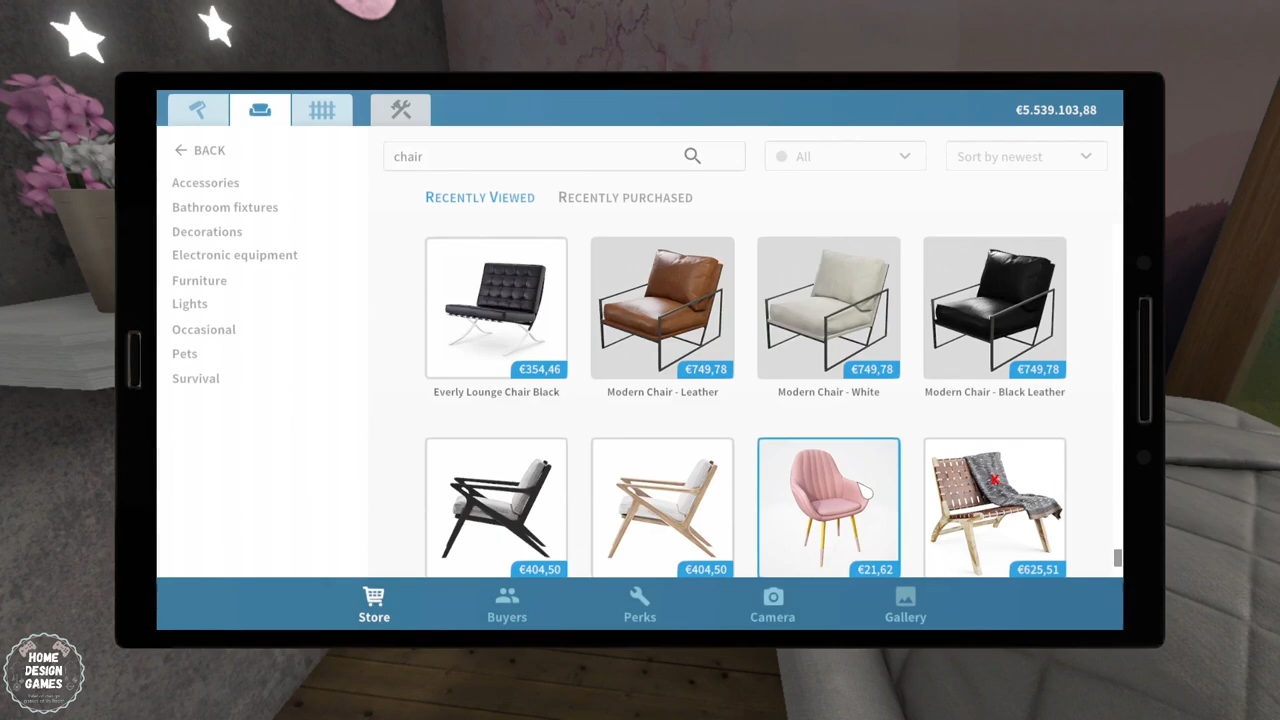 €5.539.103,88
BACK
chair
All
Sort by newest
Accessories
Bathroom fixtures
Decorations
Electronic equipment
Furniture
Lights
Occasional
Pets
Survival
RECENTLY VIEWED
RECENTLY PURCHASED
€354,46
€749,78
€749,78
€749,78
Everly Lounge Chair Black
Modern Chair - Leather
Modern Chair - White
Modern Chair - Black Leather
€404,50
€404,50
€21,62
€625,51
Store
Buyers
Perks
Camera
Gallery
HOME
DESIGN
GAMES